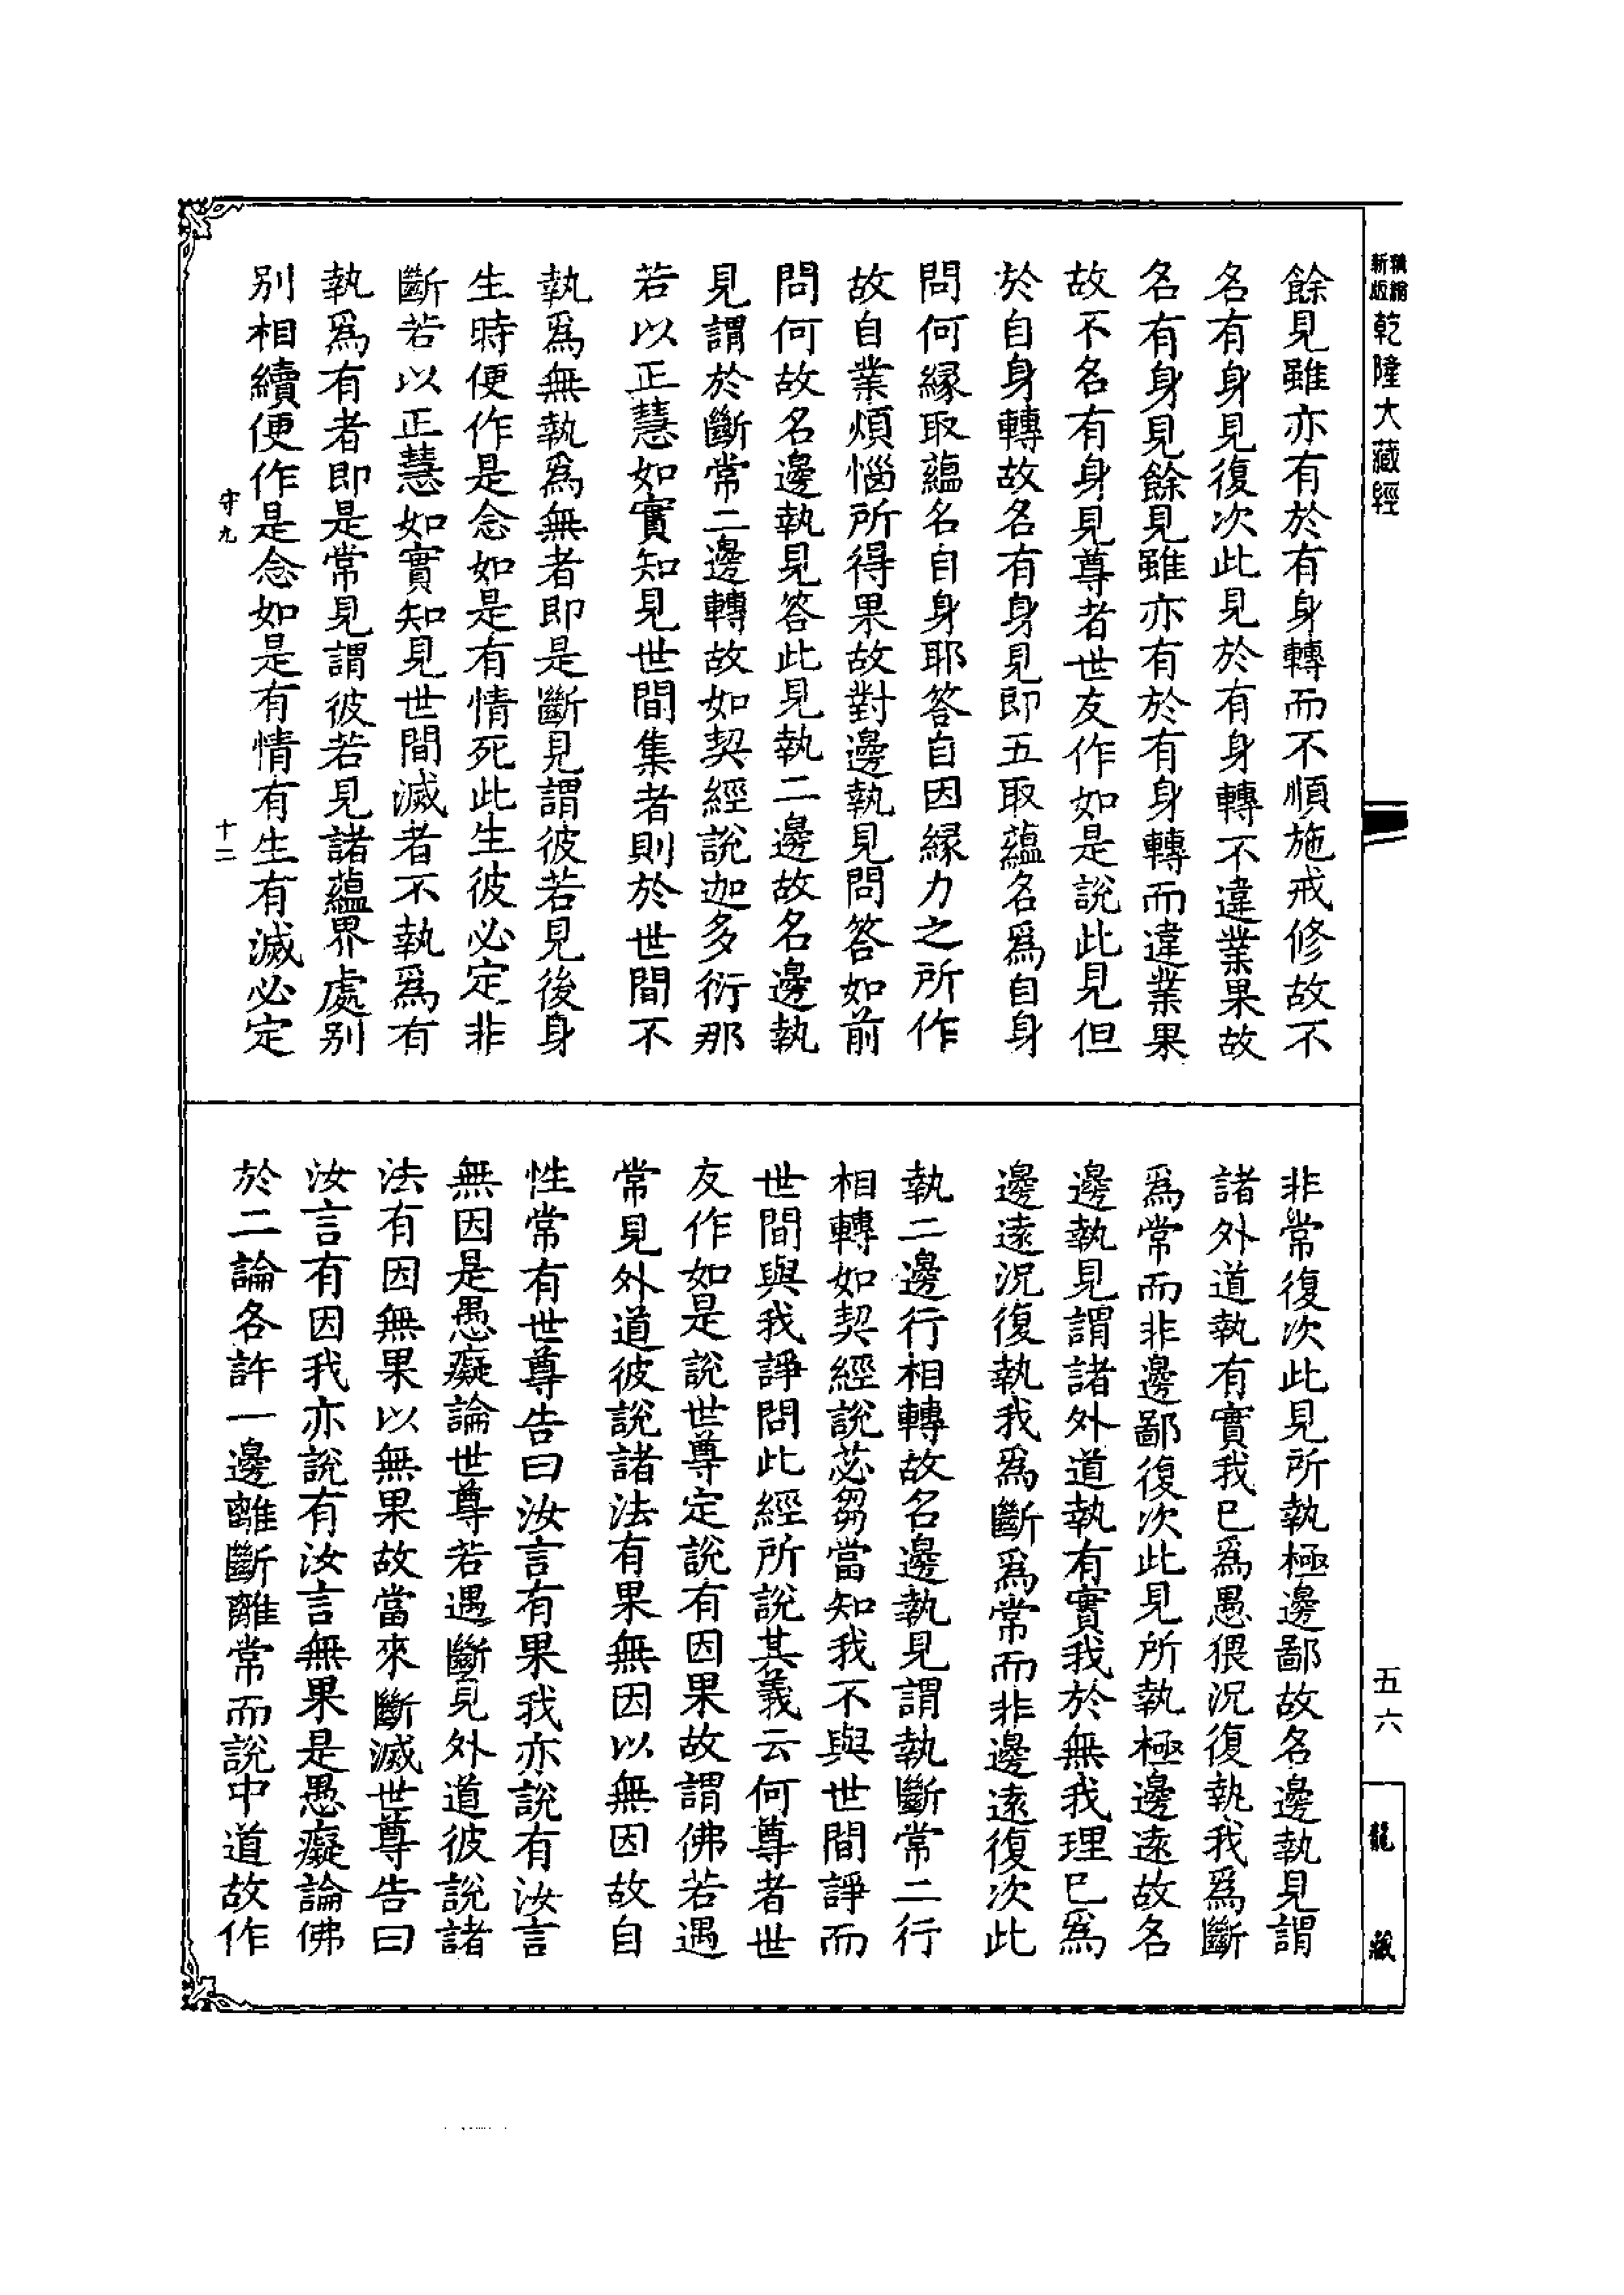 精縮
新版
乾隆大藏經
五六
龍藏
餘見雖亦有於有身轉而不順施戒修故不
名有身見復次此見於有身轉不違業果故
名有身見餘見雖亦有於有身轉而違業果
故不名有身見尊者世友作如是說此見但
於自身轉故名有身見即五取蘊名爲自身
問何緣取蘊名自身耶答自因緣力之所作
故自業煩惱所得果故對邊執見問答如前
問何故名邊執見答此見執二邊故名邊執
見謂於斷常二邊轉故如契經說迦多衍那
若以正慧如實知見世間集者則於世間不
執爲無執爲無者即是斷見謂彼若見後身
生時便作是念如是有情死此生彼必定非
斷若以正慧如實知見世間滅者不執爲有
執爲有者即是常見謂彼若見諸蘊界處別
別相續便作是念如是有情有生有滅必定
守九
十二
非常復次此見所執極邊鄙故名邊執見謂
諸外道執有實我已爲愚猥況復執我爲斷
爲常而非邊鄙復次此見所執極邊遠故名
邊執見謂諸外道執有實我於無我理已爲
邊遠況復執我爲斷爲常而非邊遠復次此
執二邊行相轉故名邊執見謂執斷常二行
相轉如契經說苾芻當知我不與世間諍而
世間與我諍問此經所說其義云何尊者世
友作如是說世尊定說有因果故謂佛若遇
常見外道彼說諸法有果無因以無因故自
性常有世尊告曰汝言有果我亦說有汝言
無因是愚癡論世尊若遇斷見外道彼說諸
法有因無果以無果故當來斷滅世尊告曰
汝言有因我亦說有汝言無果是愚癡論佛
於二論各許一邊離斷離常而說中道故作